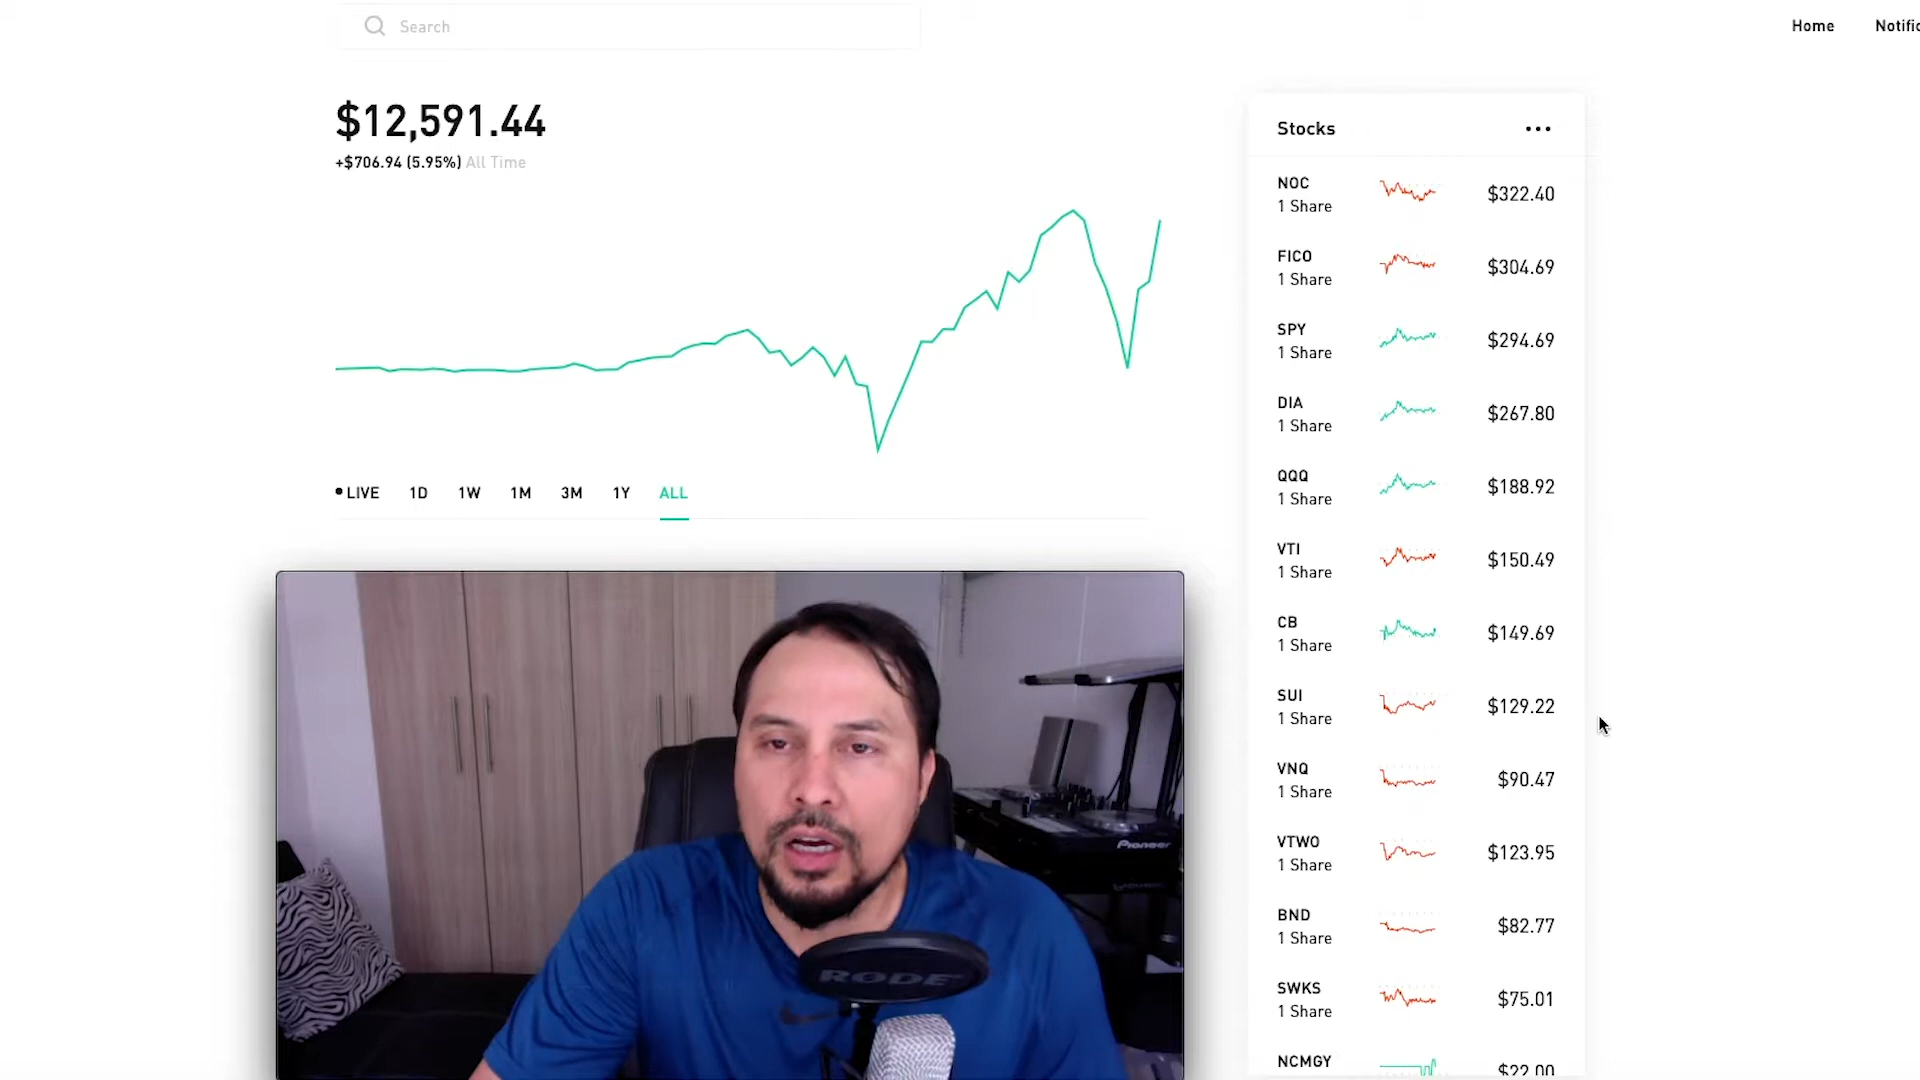 Search
Home
Notific
$12,591.44
+$706.94 (5.95%) All Time
LIVE 1D 1W 1M 3M 1Y ALL
Stocks
NOC
1 Share
$322.40
FICO
1 Share
$304.69
SPY
1 Share
$294.69
DIA
1 Share
$267.80
QQQ
1 Share
$188.92
VTI
1 Share
$150.49
CB
1 Share
$149.69
SUI
1 Share
$129.22
VNQ
1 Share
$90.47
VTWO
1 Share
$123.95
BND
1 Share
$82.77
SWKS
1 Share
$75.01
NCMGY
$22.00
Pioneer
RODE